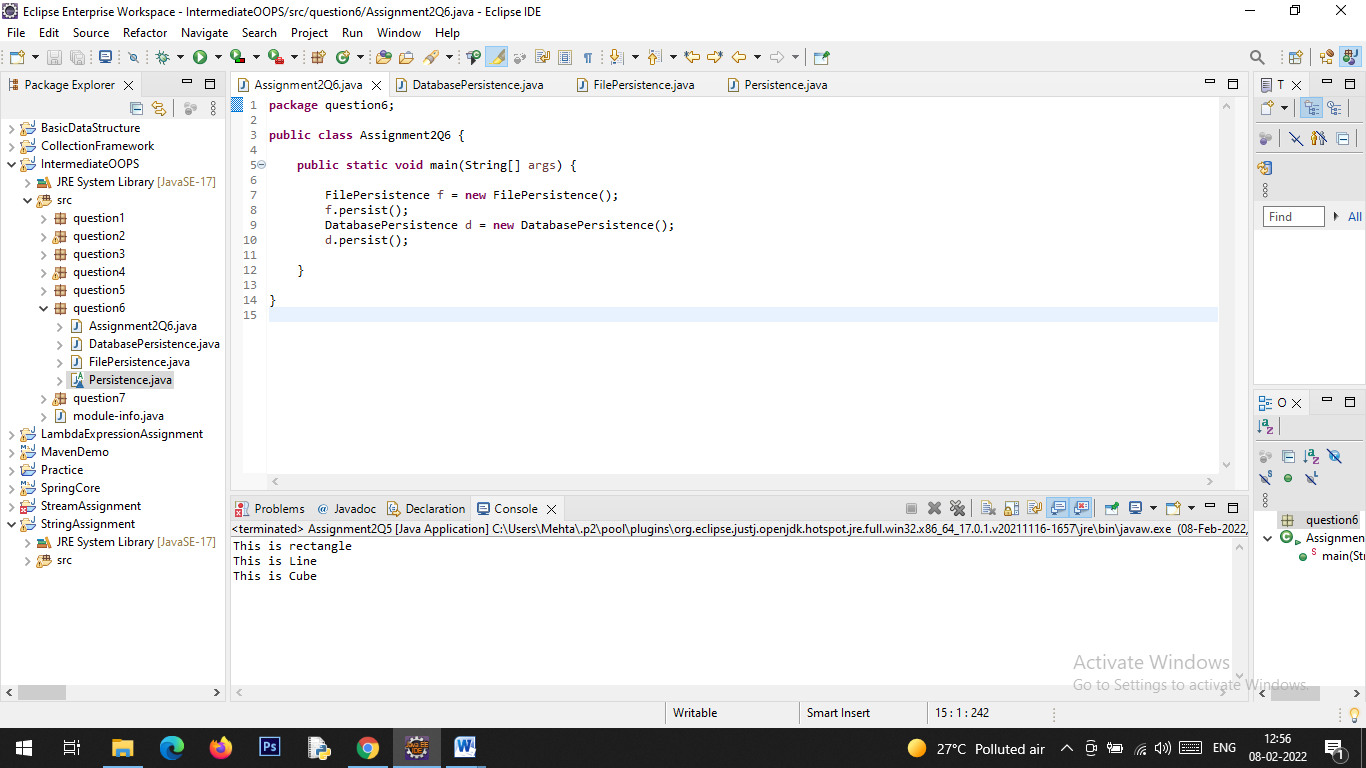 Eclipse Enterprise Workspace - IntermediateOOPS/src/question6/Assignment2Q6.java - Eclipse IDE
File Edit Source Refactor Navigate Search Project Run Window Help
Package Explorer
BasicDataStructure
CollectionFramework
IntermediateOOPS
JRE System Library [JavaSE-17]
src
question1
question2
question3
question4
question5
question6
Assignment2Q6.java
DatabasePersistence.java
FilePersistence.java
Persistence.java
question7
module-info.java
LambdaExpressionAssignment
MavenDemo
Practice
SpringCore
StreamAssignment
StringAssignment
JRE System Library [JavaSE-17]
src
Assignment2Q6.java DatabasePersistence.java FilePersistence.java Persistence.java
1 package question6;
2
3 public class Assignment2Q6 {
4
5 public static void main(String[] args) {
6
7 FilePersistence f = new FilePersistence();
8 f.persist();
9 DatabasePersistence d = new DatabasePersistence();
10 d.persist();
11
12 }
13
14 }
15
Problems @ Javadoc Declaration Console
<terminated> Assignment2Q5 [Java Application] C:\Users\Mehta\.p2\pool\plugins\org.eclipse.justj.openjdk.hotspot.jre.full.win32.x86_64_17.0.1.v20211116-1657\jre\bin\javaw.exe (08-Feb-2022,
This is rectangle
This is Line
This is Cube
T
Find All
O
question6
Assignmen
main(Str
Activate Windows
Go to Settings to activate Windows.
Writable Smart Insert 15 : 1 : 242
27°C Polluted air ENG 12:56
08-02-2022
1